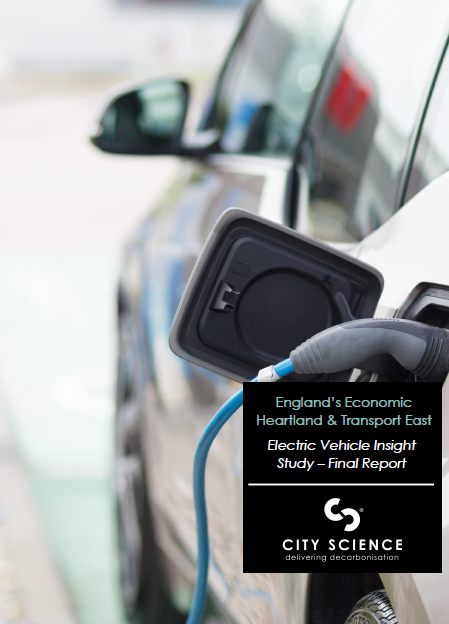 England's Economic
Heartland & Transport East
Electric Vehicle Insight
Study – Final Report
CITY SCIENCE
delivering decarbonisation